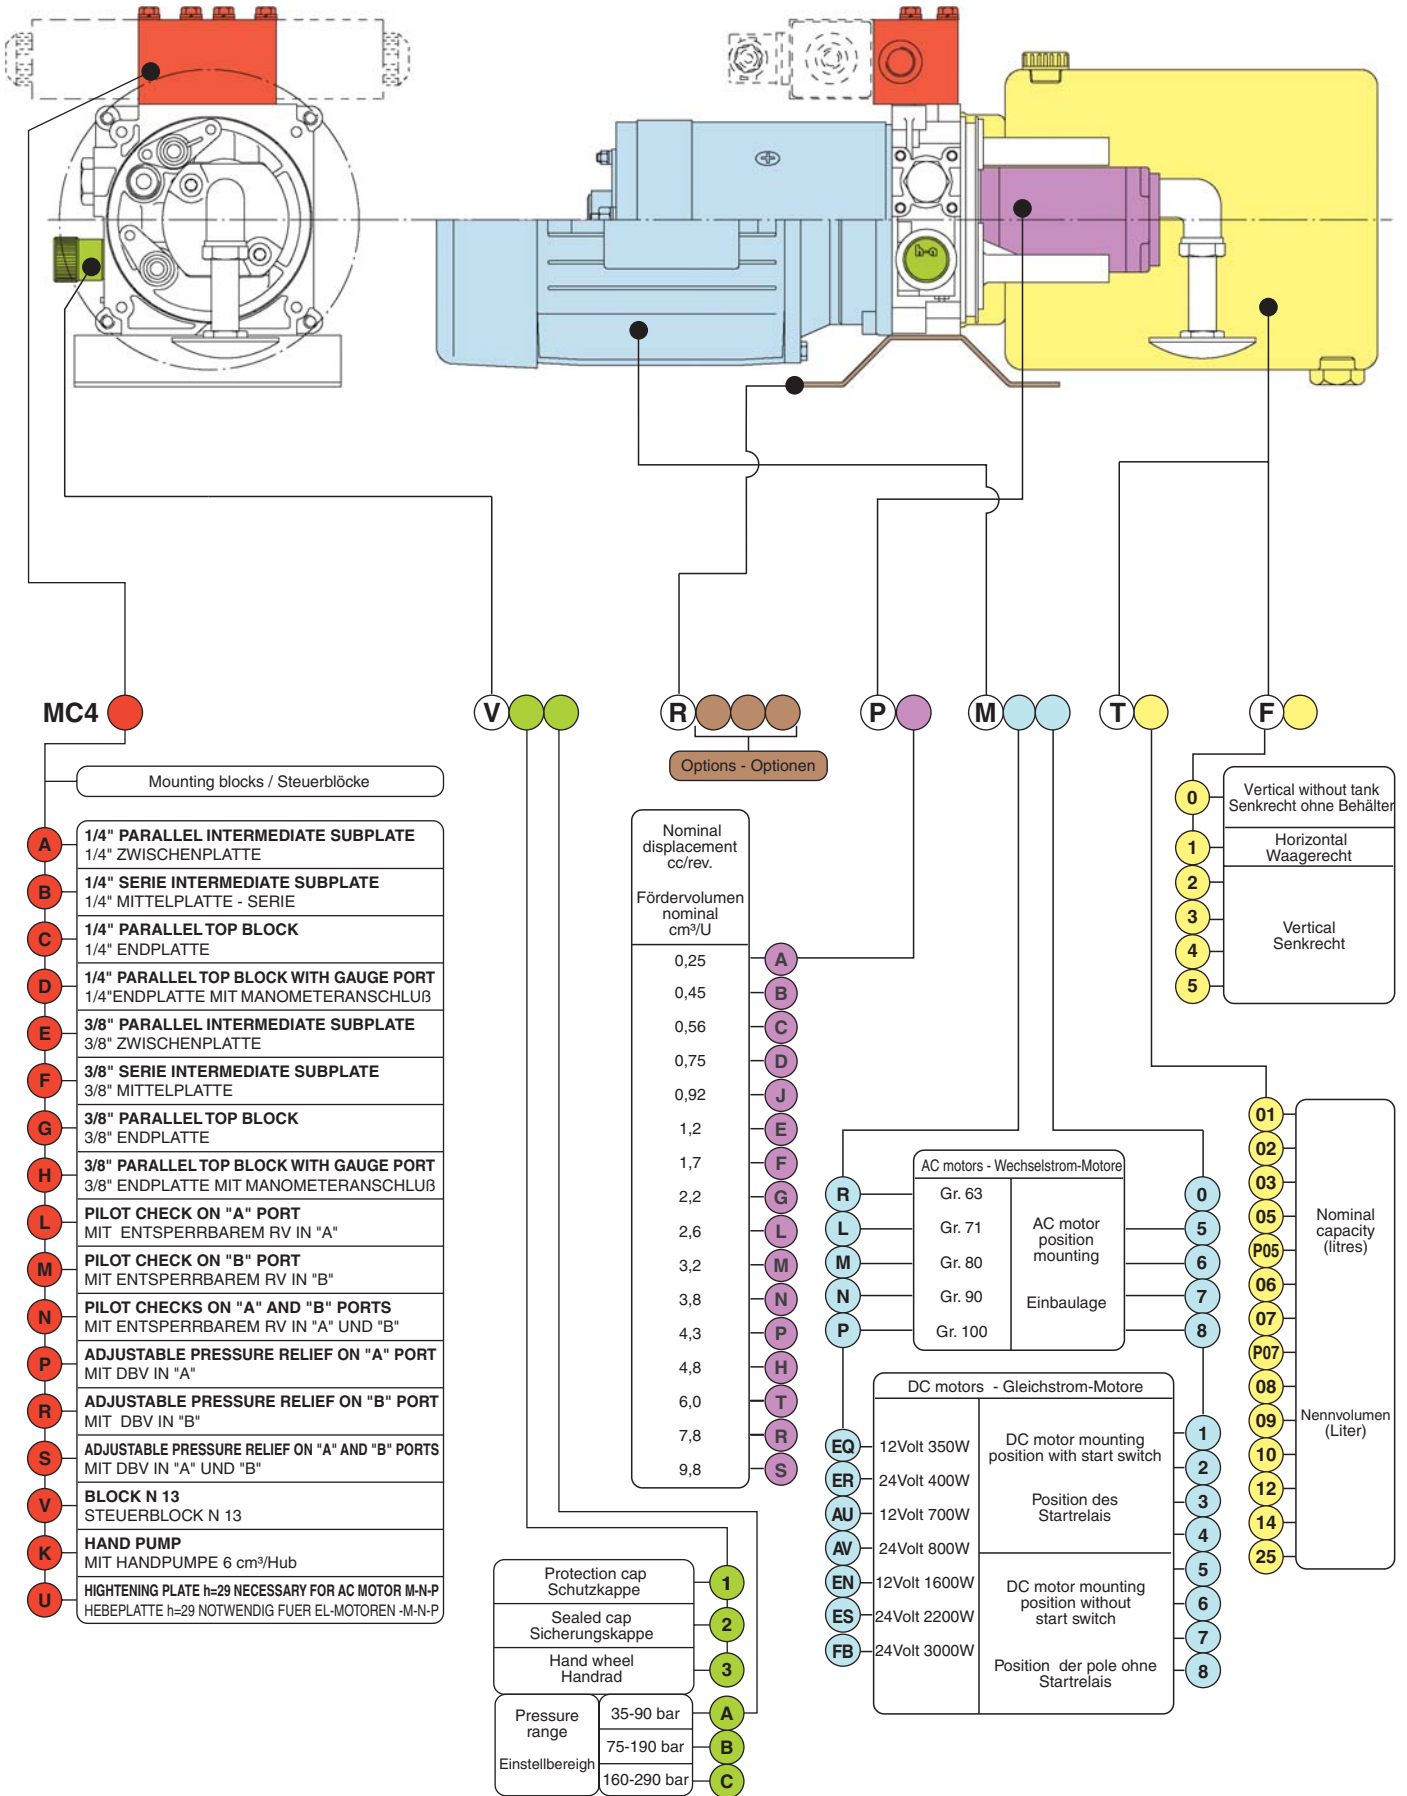 MC4
V
R
P
M
T
F
Options - Optionen
Mounting blocks / Steuerblöcke
A
1/4" PARALLEL INTERMEDIATE SUBPLATE
1/4" ZWISCHENPLATTE
B
1/4" SERIE INTERMEDIATE SUBPLATE
1/4" MITTELPLATTE - SERIE
C
1/4" PARALLEL TOP BLOCK
1/4" ENDPLATTE
D
1/4" PARALLEL TOP BLOCK WITH GAUGE PORT
1/4"ENDPLATTE MIT MANOMETERANSCHLUß
E
3/8" PARALLEL INTERMEDIATE SUBPLATE
3/8" ZWISCHENPLATTE
F
3/8" SERIE INTERMEDIATE SUBPLATE
3/8" MITTELPLATTE
G
3/8" PARALLEL TOP BLOCK
3/8" ENDPLATTE
H
3/8" PARALLEL TOP BLOCK WITH GAUGE PORT
3/8" ENDPLATTE MIT MANOMETERANSCHLUß
L
PILOT CHECK ON "A" PORT
MIT ENTSPERRBAREM RV IN "A"
M
PILOT CHECK ON "B" PORT
MIT ENTSPERRBAREM RV IN "B"
N
PILOT CHECKS ON "A" AND "B" PORTS
MIT ENTSPERRBAREM RV IN "A" UND "B"
P
ADJUSTABLE PRESSURE RELIEF ON "A" PORT
MIT DBV IN "A"
R
ADJUSTABLE PRESSURE RELIEF ON "B" PORT
MIT DBV IN "B"
S
ADJUSTABLE PRESSURE RELIEF ON "A" AND "B" PORTS
MIT DBV IN "A" UND "B"
V
BLOCK N 13
STEUERBLOCK N 13
K
HAND PUMP
MIT HANDPUMPE 6 cm³/Hub
U
HIGHTENING PLATE h=29 NECESSARY FOR AC MOTOR M-N-P
HEBEPLATTE h=29 NOTWENDIG FUER EL-MOTOREN -M-N-P
Protection cap
Schutzkappe
1
Sealed cap
Sicherungskappe
2
Hand wheel
Handrad
3
Pressure
range
Einstellbereigh
35-90 bar
A
75-190 bar
B
160-290 bar
C
Nominal
displacement
cc/rev.
Fördervolumen
nominal
cm³/U
0,25 A
0,45 B
0,56 C
0,75 D
0,92 J
1,2 E
1,7 F
2,2 G
2,6 L
3,2 M
3,8 N
4,3 P
4,8 H
6,0 T
7,8 R
9,8 S
AC motors - Wechselstrom-Motore
R Gr. 63
L Gr. 71
M Gr. 80
N Gr. 90
P Gr. 100
AC motor
position
mounting
Einbaulage
0
5
6
7
8
DC motors - Gleichstrom-Motore
EQ 12Volt 350W
ER 24Volt 400W
AU 12Volt 700W
AV 24Volt 800W
EN 12Volt 1600W
ES 24Volt 2200W
FB 24Volt 3000W
DC motor mounting
position with start switch
Position des
Startrelais
1
2
3
4
DC motor mounting
position without
start switch
Position der pole ohne
Startrelais
5
6
7
8
0
Vertical without tank
Senkrecht ohne Behälter
1
Horizontal
Waagerecht
2
3
4
5
Vertical
Senkrecht
01
02
03
05
P05
06
07
P07
08
09
10
12
14
25
Nominal
capacity
(litres)
Nennvolumen
(Liter)